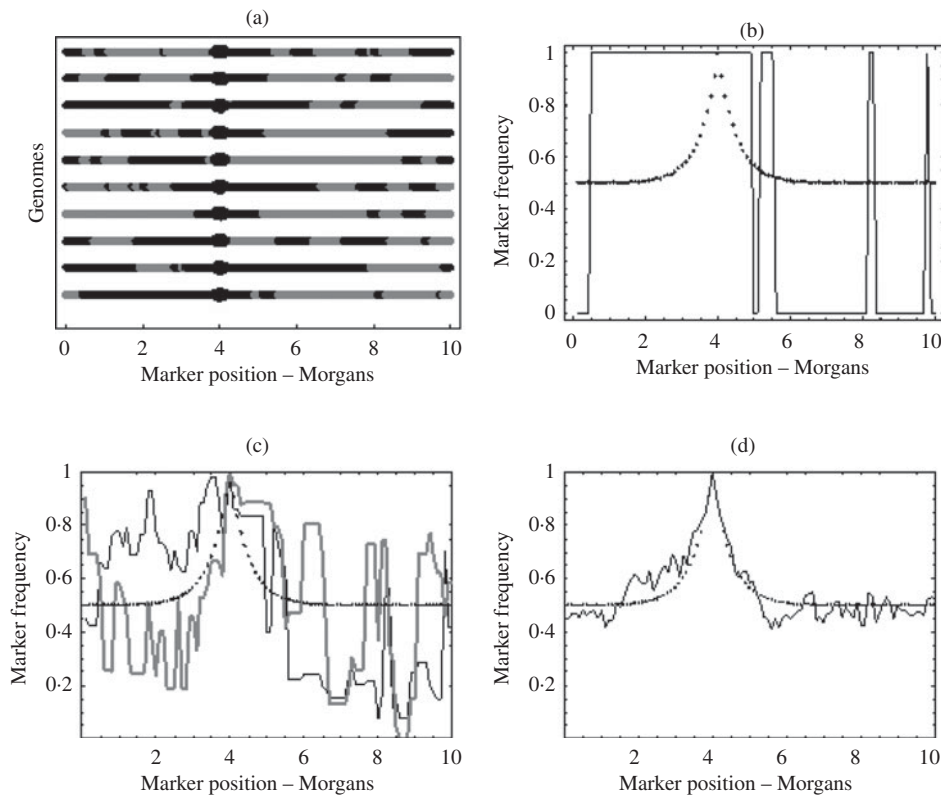 (a)
Genomes
0 2 4 6 8 10
Marker position – Morgans
(b)
Marker frequency
1
0·8
0·6
0·4
0·2
0
0 2 4 6 8 10
Marker position – Morgans
(c)
Marker frequency
1
0·8
0·6
0·4
0·2
2 4 6 8 10
Marker position – Morgans
(d)
Marker frequency
1
0·8
0·6
0·4
0·2
2 4 6 8 10
Marker position – Morgans